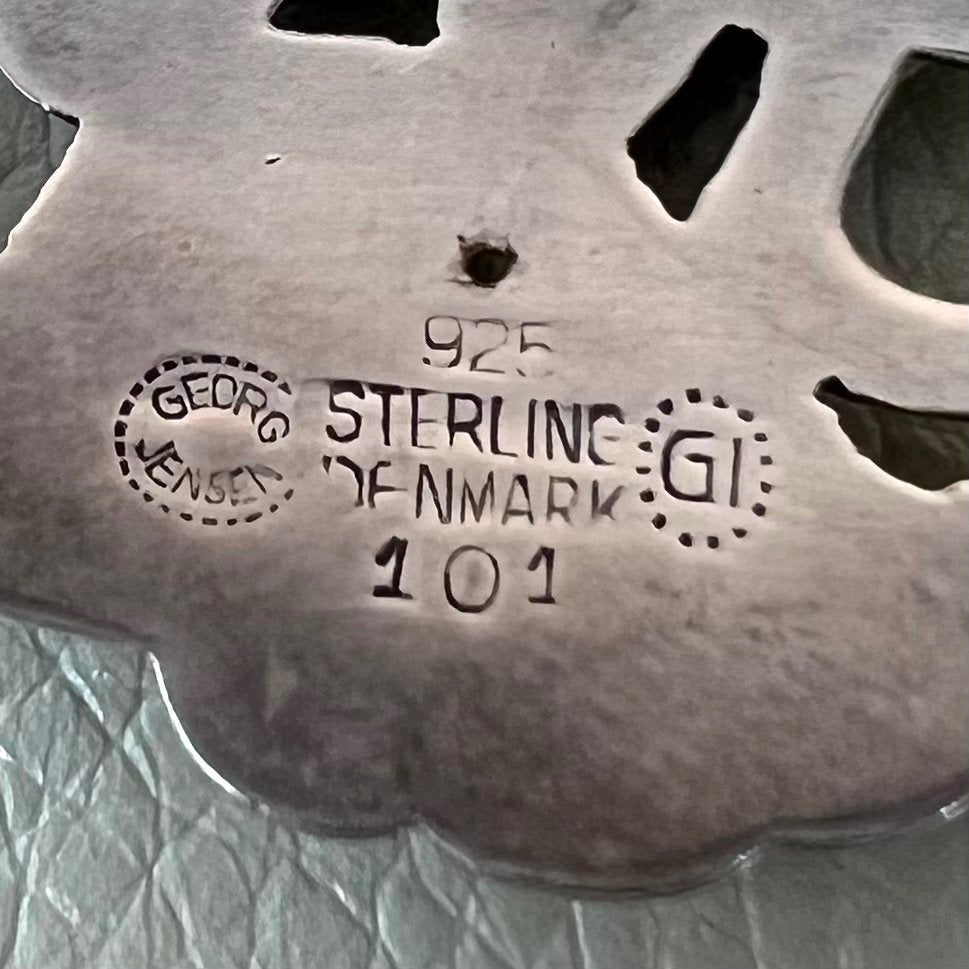 925
GEORG
JENSEN
STERLING
DENMARK
GI
101